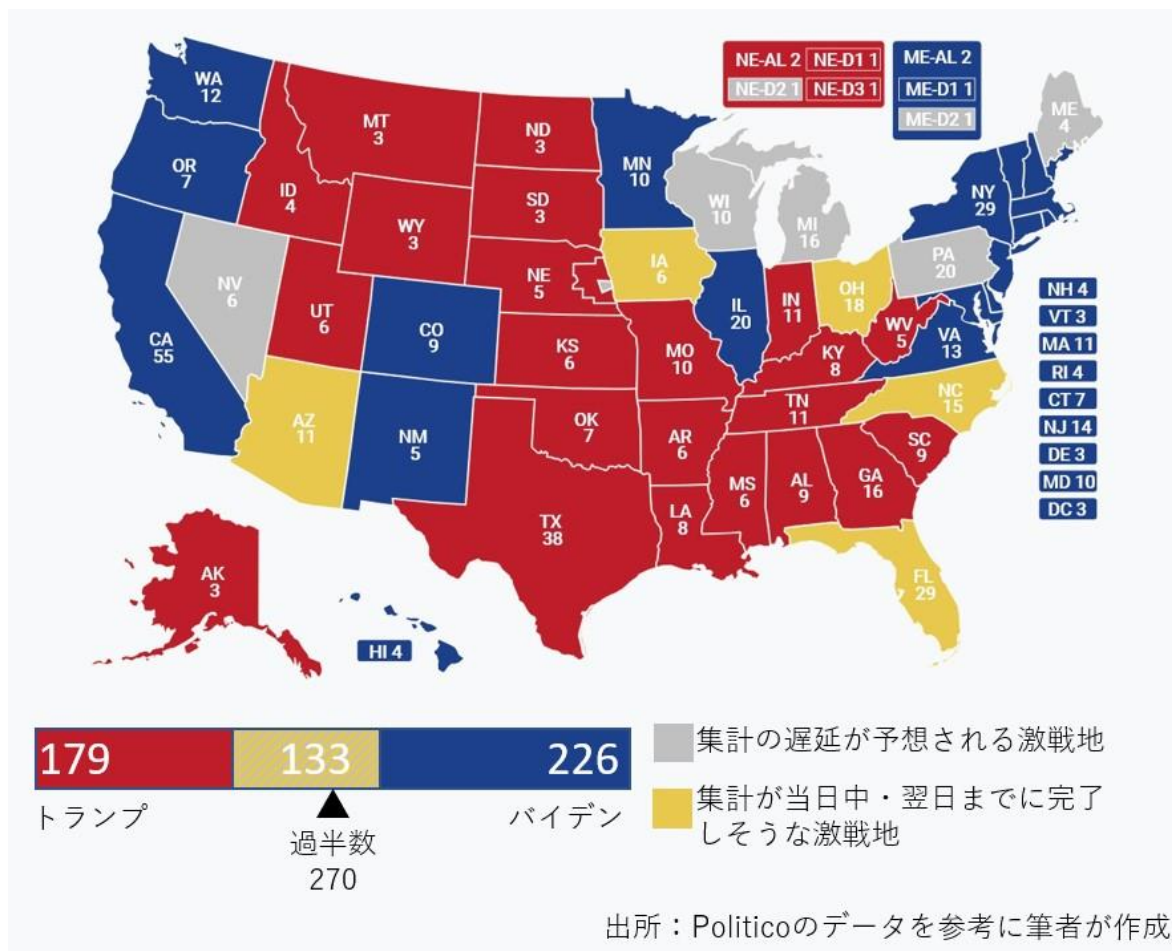 NE-AL 2 NE-D1 1
NE-D2 1 NE-D3 1
ME-AL 2
ME-D1 1
ME-D2 1
WA
12
MT
3
ND
3
MN
10
ME
4
OR
7
ID
4
SD
3
WI
10
NY
29
WY
3
MI
16
IA
6
PA
20
NV
6
NE
5
OH
18
UT
6
IL
20
IN
11
CA
55
CO
9
KS
6
MO
10
WV
5
VA
13
KY
8
NC
15
AZ
11
NM
5
OK
7
TN
11
AR
6
SC
9
MS
6
AL
9
GA
16
TX
38
LA
8
FL
29
AK
3
HI 4
NH 4
VT 3
MA 11
RI 4
CT 7
NJ 14
DE 3
MD 10
DC 3
179 133 226
トランプ
バイデン
過半数
270
集計の遅延が予想される激戦地
集計が当日中・翌日までに完了
しそうな激戦地
出所：Politicoのデータを参考に筆者が作成